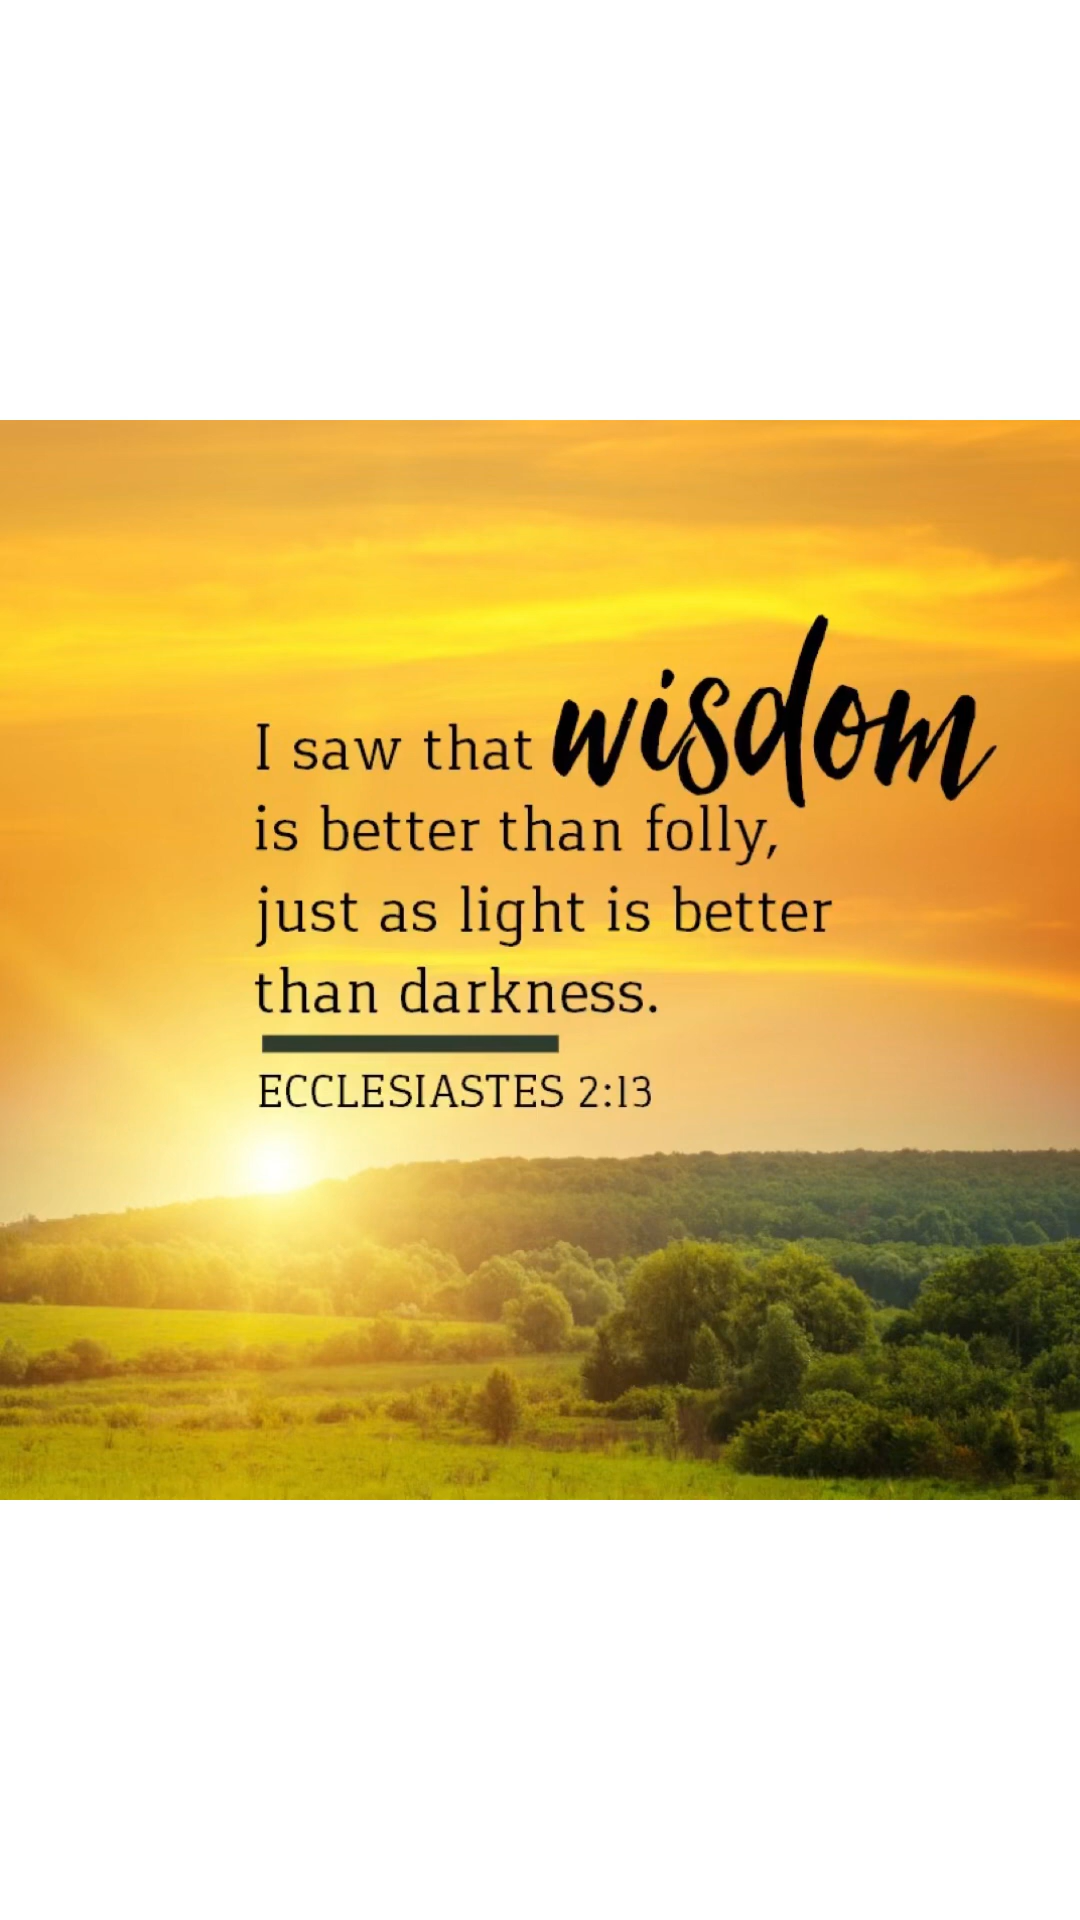 I saw that wisdom
is better than folly,
just as light is better
than darkness.
ECCLESIASTES 2:13